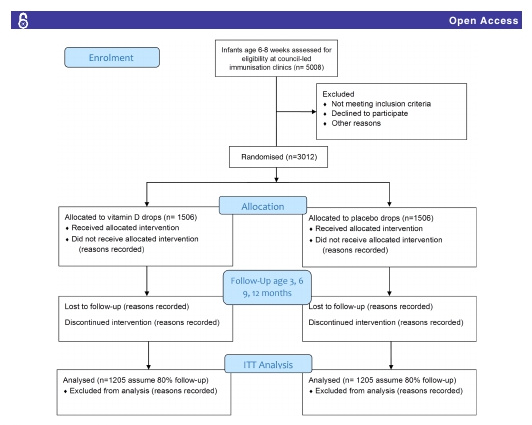 Open Access
Enrolment
Infants age 6-8 weeks assessed for
eligibility at council-led
immunisation clinics (n= 5008)
Excluded
♦ Not meeting inclusion criteria
♦ Declined to participate
♦ Other reasons
Randomised (n=3012)
Allocation
Allocated to vitamin D drops (n= 1506)
♦ Received allocated intervention
♦ Did not receive allocated intervention
(reasons recorded)
Allocated to placebo drops (n=1506)
♦ Received allocated intervention
♦ Did not receive allocated intervention
(reasons recorded)
Follow-Up age 3, 6
9, 12 months
Lost to follow-up (reasons recorded)
Discontinued intervention (reasons recorded)
Lost to follow-up (reasons recorded)
Discontinued intervention (reasons recorded)
ITT Analysis
Analysed (n=1205 assume 80% follow-up)
♦ Excluded from analysis (reasons recorded)
Analysed (n= 1205 assume 80% follow-up)
♦ Excluded from analysis (reasons recorded)